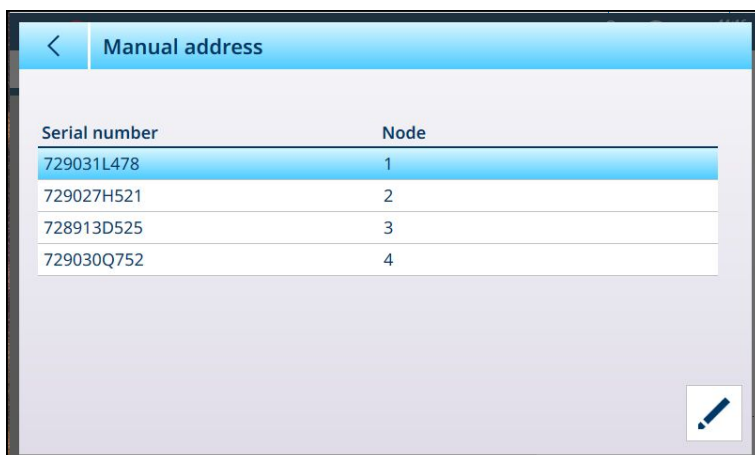 Manual address
Serial number Node
729031L478 1
729027H521 2
728913D525 3
729030Q752 4